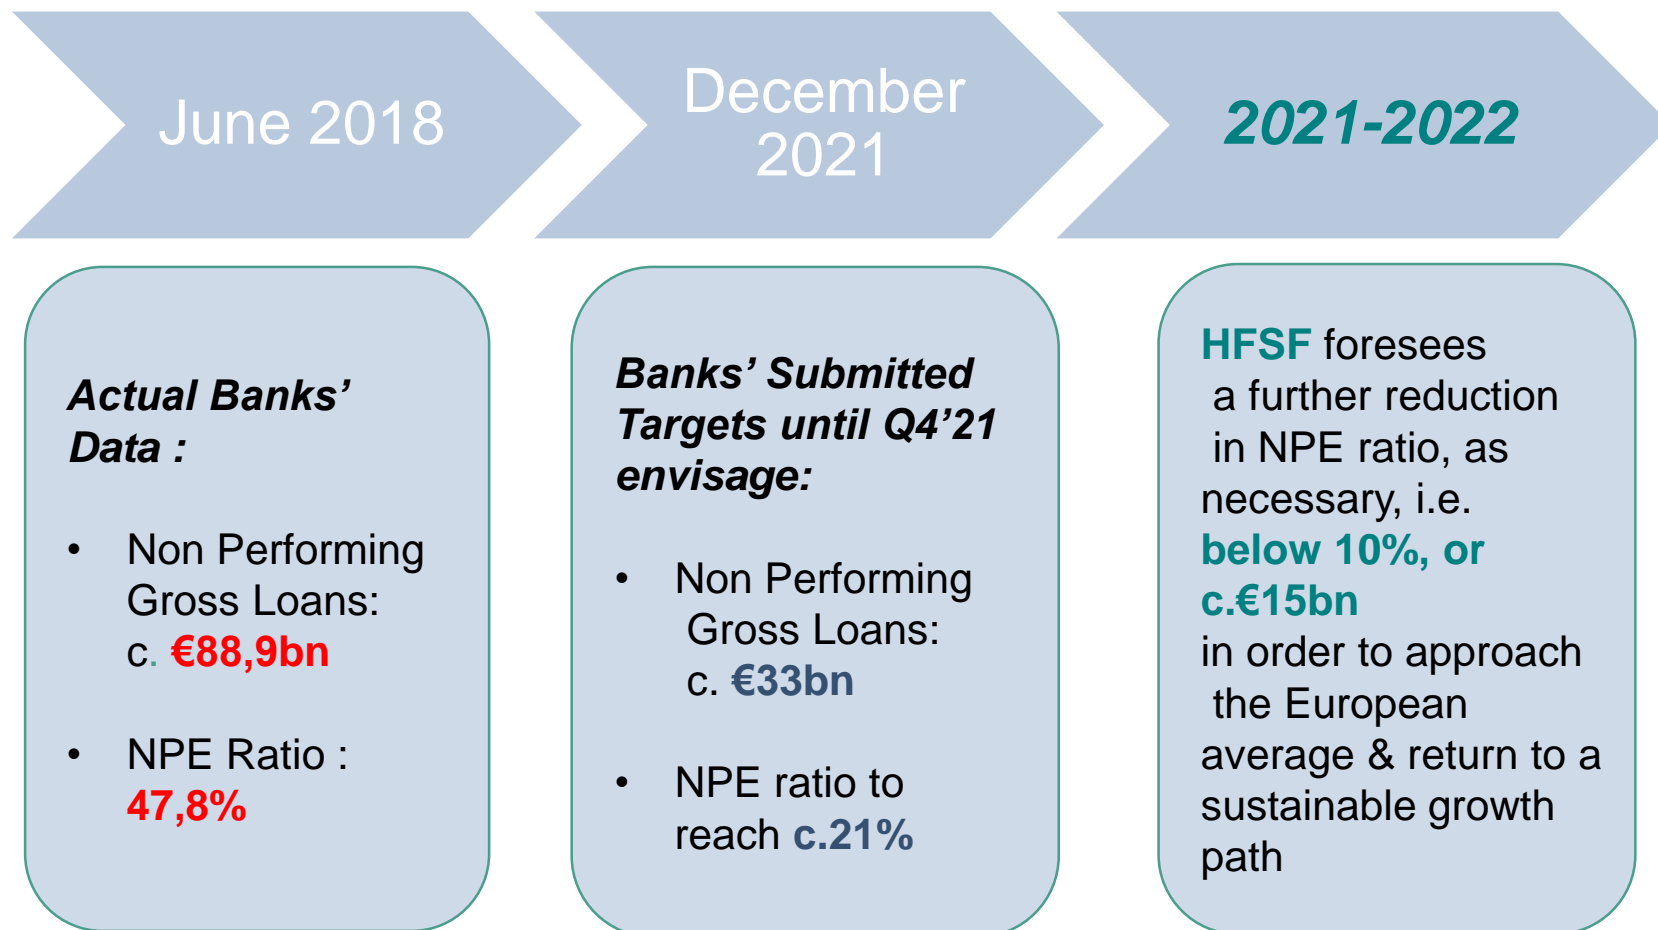 June 2018
December
2021
2021-2022
Actual Banks’
Data :
• Non Performing
Gross Loans:
c. €88,9bn
• NPE Ratio :
47,8%
Banks’ Submitted
Targets until Q4’21
envisage:
• Non Performing
Gross Loans:
c. €33bn
• NPE ratio to
reach c.21%
HFSF foresees
a further reduction
in NPE ratio, as
necessary, i.e.
below 10%, or
c.€15bn
in order to approach
the European
average & return to a
sustainable growth
path